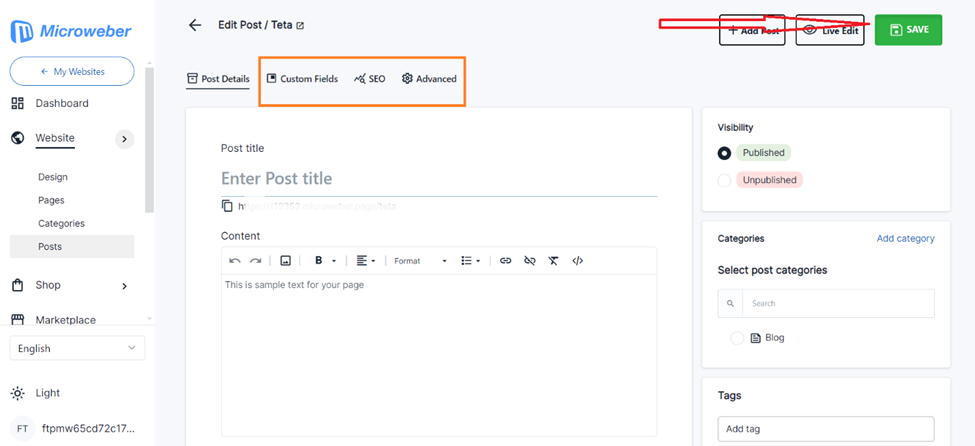 Microweber
← My Websites
Dashboard
Website
Design
Pages
Categories
Posts
Shop
Marketplace
English
Light
FT ftpmw65cd72c17...
Edit Post / Teta
+ Add Post
Live Edit
SAVE
Post Details
Custom Fields
SEO
Advanced
Post title
Enter Post title
Content
B
Format
This is sample text for your page
Visibility
Published
Unpublished
Categories
Add category
Select post categories
Search
Blog
Tags
Add tag